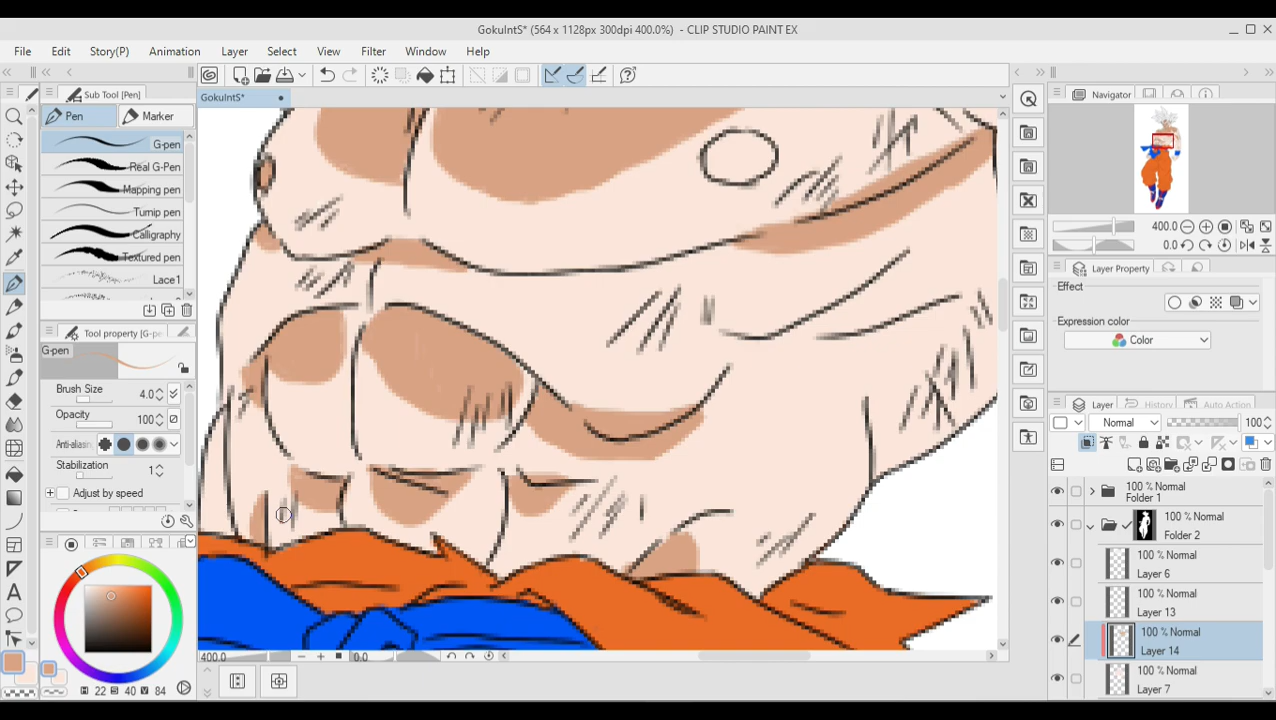 GokuIntS* (564 x 1128px 300dpi 400.0%) - CLIP STUDIO PAINT EX
File Edit Story(P) Animation Layer Select View Filter Window Help
Sub Tool [Pen]
Pen Marker
G-pen
Real G-Pen
Mapping pen
Turnip pen
Calligraphy
Textured pen
Lace1
Tool property [G-pe
G-pen
Brush Size 4.0
Opacity 100
Anti-aliasing
Stabilization 1
Adjust by speed
H 22 S 40 V 84
GokuIntS*
400.0 0.0
Navigator
400.0
0.0
Layer Property
Effect
Expression color
Color
Layer History Auto Action
Normal 100
100 % Normal
Folder 1
100 % Normal
Folder 2
100 % Normal
Layer 6
100 % Normal
Layer 13
100 % Normal
Layer 14
100 % Normal
Layer 7